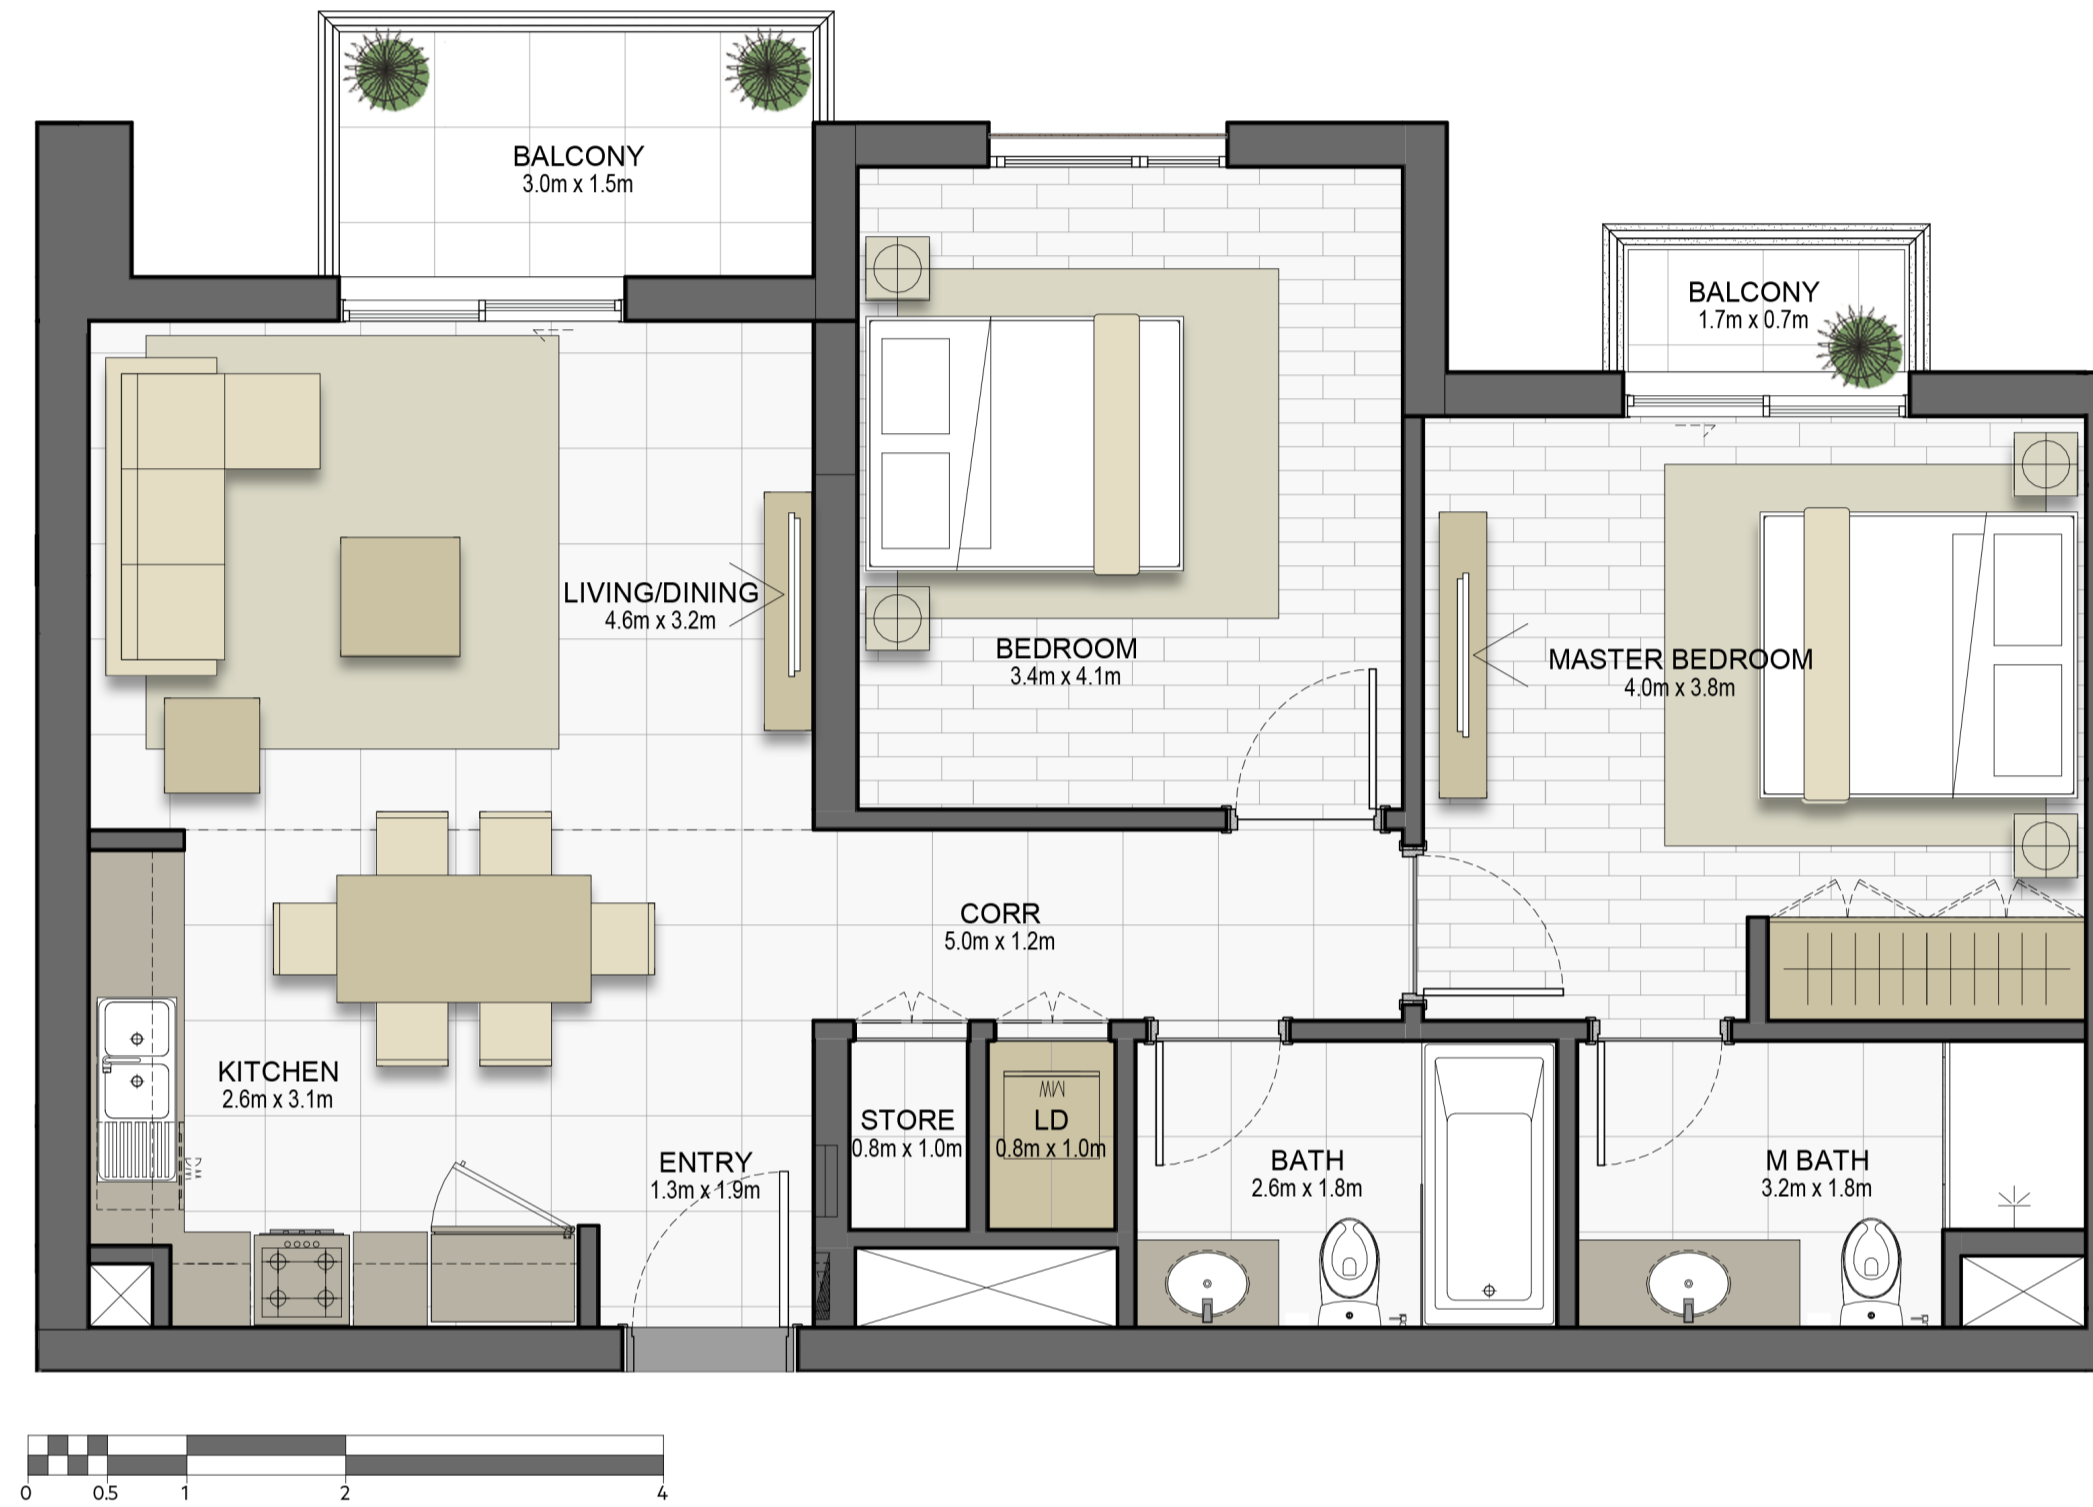 BALCONY
3.0m x 1.5m
BALCONY
1.7m x 0.7m
LIVING/DINING
4.6m x 3.2m
BEDROOM
3.4m x 4.1m
MASTER BEDROOM
4.0m x 3.8m
CORR
5.0m x 1.2m
KITCHEN
2.6m x 3.1m
ENTRY
1.3m x 1.9m
STORE
0.8m x 1.0m
MW
LD
0.8m x 1.0m
BATH
2.6m x 1.8m
M BATH
3.2m x 1.8m
0 0.5 1 2 4